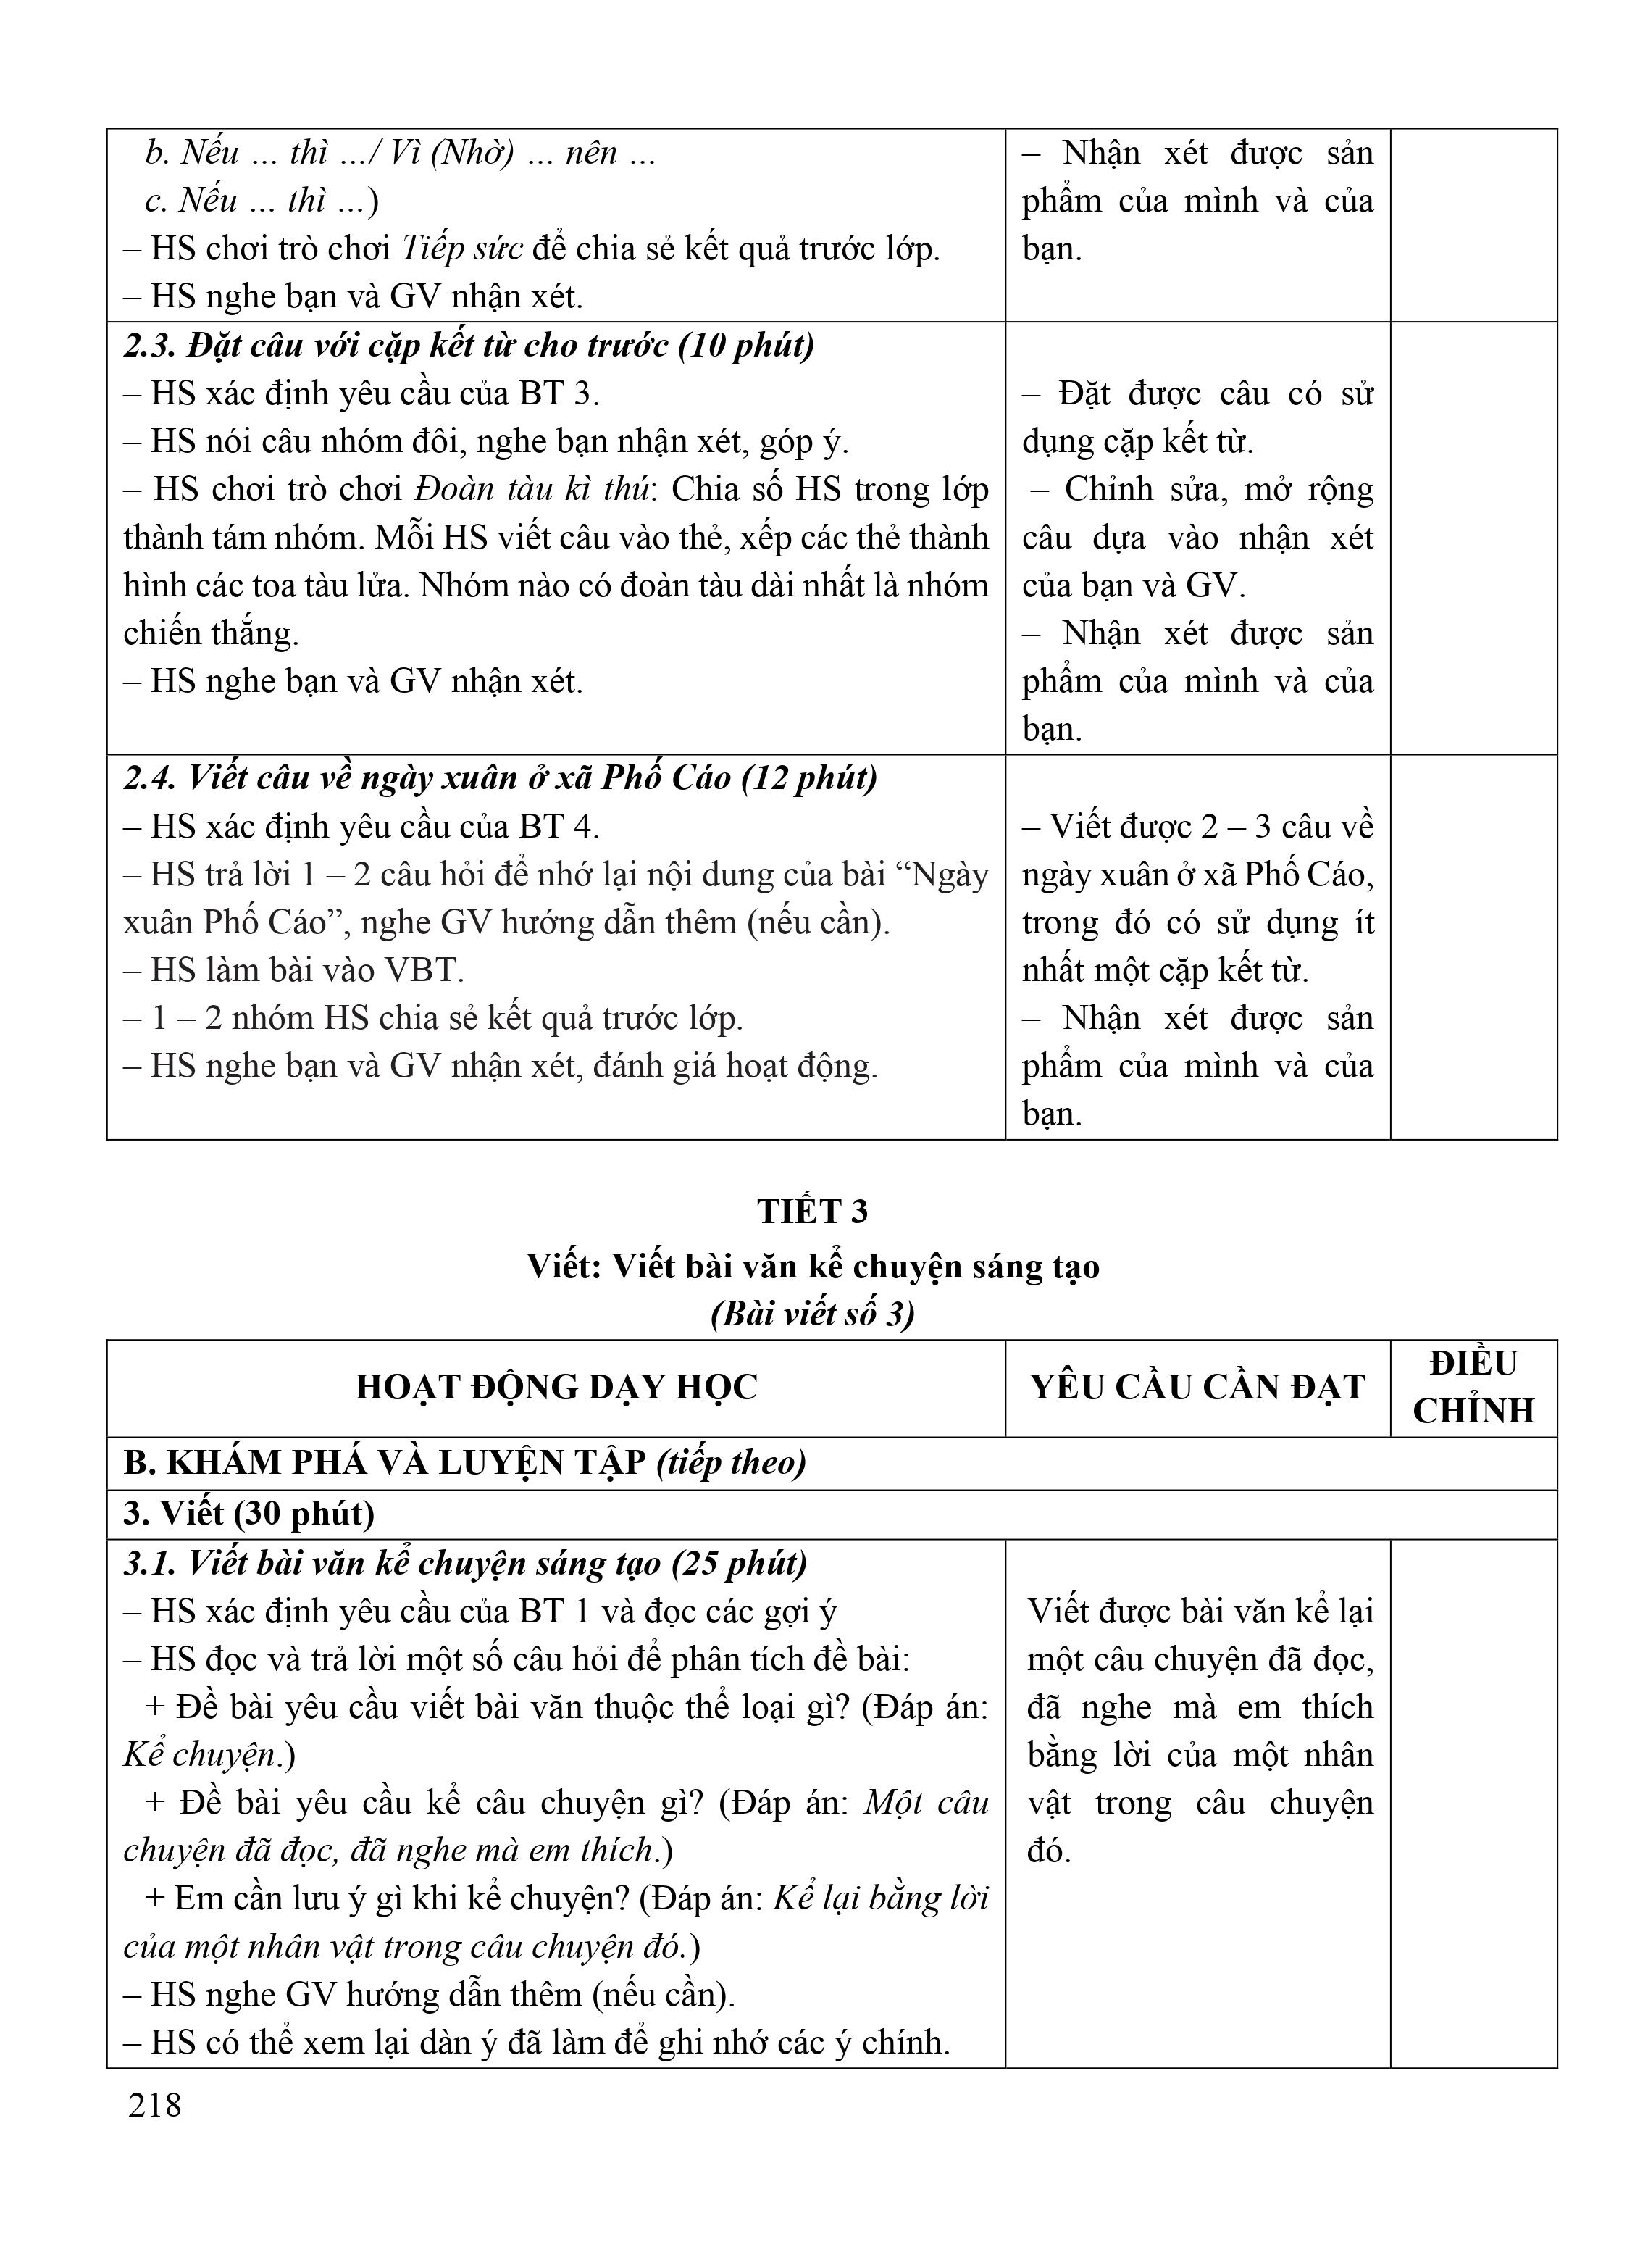 b. Nếu … thì …/ Vì (Nhờ) … nên …
c. Nếu … thì …)
– HS chơi trò chơi Tiếp sức để chia sẻ kết quả trước lớp.
– HS nghe bạn và GV nhận xét.
– Nhận xét được sản
phẩm của mình và của
bạn.
2.3. Đặt câu với cặp kết từ cho trước (10 phút)
– HS xác định yêu cầu của BT 3.
– HS nói câu nhóm đôi, nghe bạn nhận xét, góp ý.
– HS chơi trò chơi Đoàn tàu kì thú: Chia số HS trong lớp
thành tám nhóm. Mỗi HS viết câu vào thẻ, xếp các thẻ thành
hình các toa tàu lửa. Nhóm nào có đoàn tàu dài nhất là nhóm
chiến thắng.
– HS nghe bạn và GV nhận xét.
– Đặt được câu có sử
dụng cặp kết từ.
– Chỉnh sửa, mở rộng
câu dựa vào nhận xét
của bạn và GV.
– Nhận xét được sản
phẩm của mình và của
bạn.
2.4. Viết câu về ngày xuân ở xã Phố Cáo (12 phút)
– HS xác định yêu cầu của BT 4.
– HS trả lời 1 – 2 câu hỏi để nhớ lại nội dung của bài “Ngày
xuân Phố Cáo”, nghe GV hướng dẫn thêm (nếu cần).
– HS làm bài vào VBT.
– 1 – 2 nhóm HS chia sẻ kết quả trước lớp.
– HS nghe bạn và GV nhận xét, đánh giá hoạt động.
– Viết được 2 – 3 câu về
ngày xuân ở xã Phố Cáo,
trong đó có sử dụng ít
nhất một cặp kết từ.
– Nhận xét được sản
phẩm của mình và của
bạn.
TIẾT 3
Viết: Viết bài văn kể chuyện sáng tạo
(Bài viết số 3)
HOẠT ĐỘNG DẠY HỌC
YÊU CẦU CẦN ĐẠT
ĐIỀU
CHỈNH
B. KHÁM PHÁ VÀ LUYỆN TẬP (tiếp theo)
3. Viết (30 phút)
3.1. Viết bài văn kể chuyện sáng tạo (25 phút)
– HS xác định yêu cầu của BT 1 và đọc các gợi ý
– HS đọc và trả lời một số câu hỏi để phân tích đề bài:
+ Đề bài yêu cầu viết bài văn thuộc thể loại gì? (Đáp án:
Kể chuyện.)
+ Đề bài yêu cầu kể câu chuyện gì? (Đáp án: Một câu
chuyện đã đọc, đã nghe mà em thích.)
+ Em cần lưu ý gì khi kể chuyện? (Đáp án: Kể lại bằng lời
của một nhân vật trong câu chuyện đó.)
– HS nghe GV hướng dẫn thêm (nếu cần).
– HS có thể xem lại dàn ý đã làm để ghi nhớ các ý chính.
Viết được bài văn kể lại
một câu chuyện đã đọc,
đã nghe mà em thích
bằng lời của một nhân
vật trong câu chuyện
đó.
218